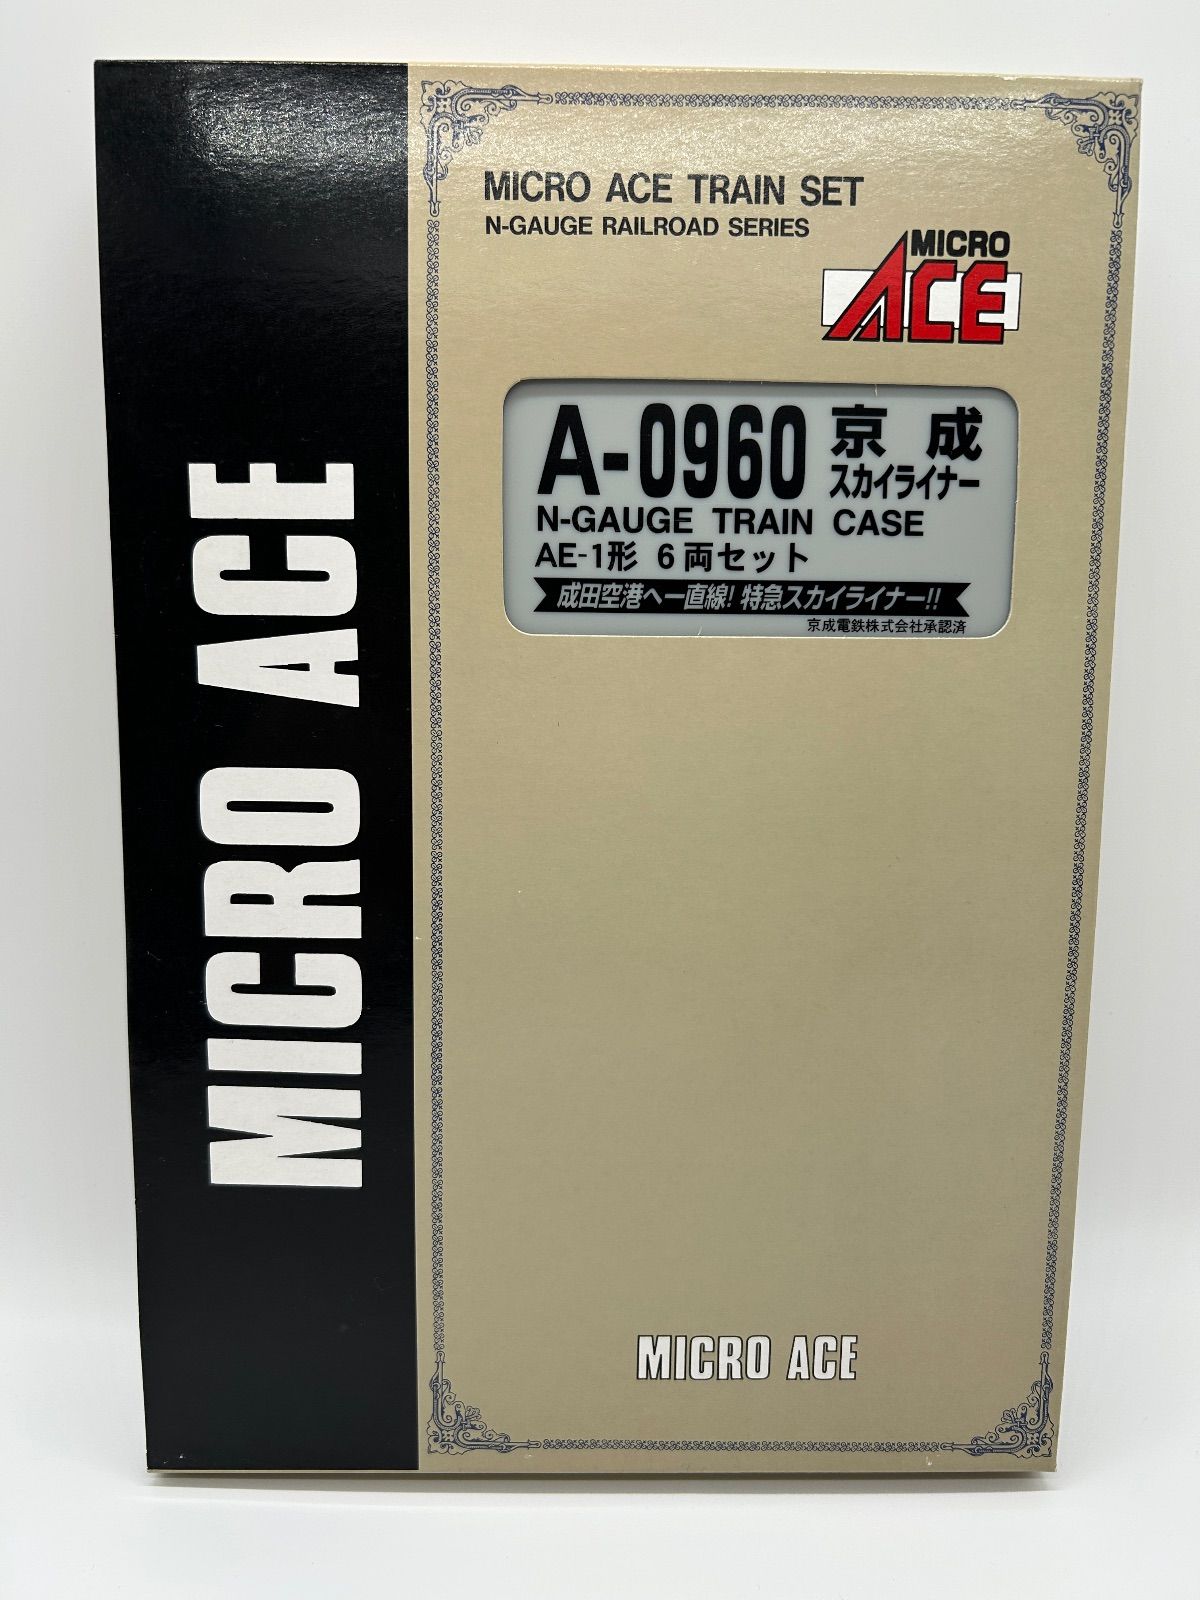 MICRO ACE
MICRO ACE TRAIN SET
N-GAUGE RAILROAD SERIES
MICRO
ACE
A-0960 京成
スカイライナー
N-GAUGE TRAIN CASE
AE-1形 6両セット
成田空港へ一直線! 特急スカイライナー!!
京成電鉄株式会社承認済
MICRO ACE